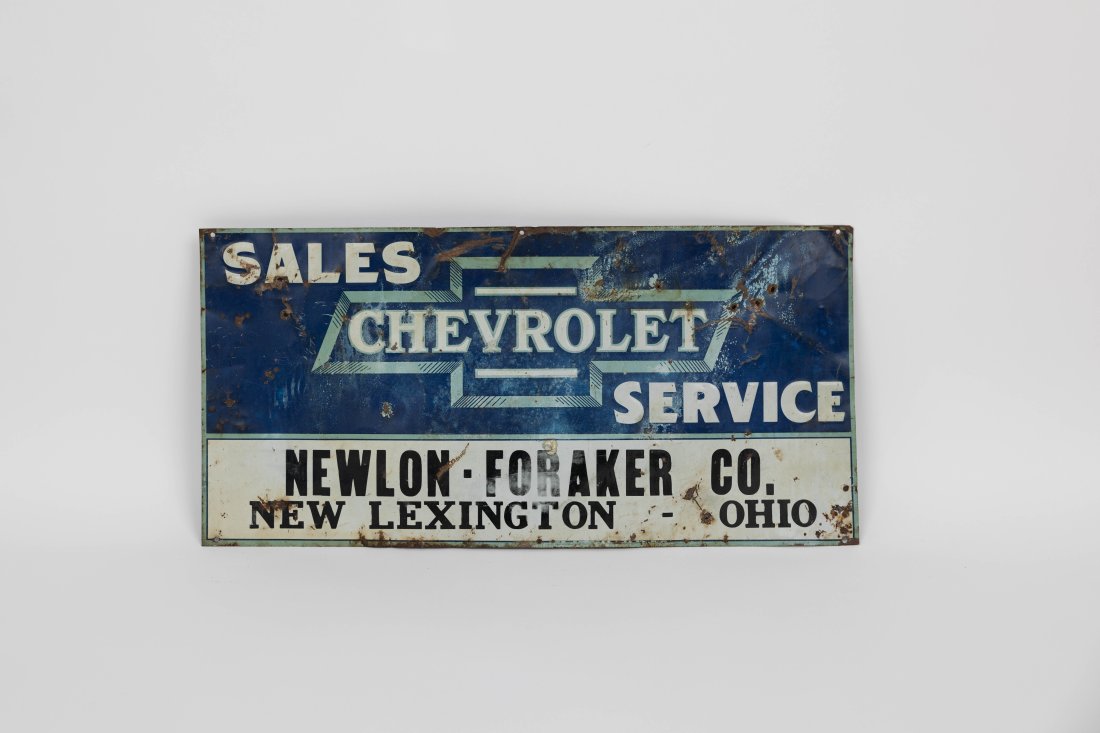 SALES
CHEVROLET
SERVICE
NEWLON·FORAKER CO.
NEW LEXINGTON - OHIO